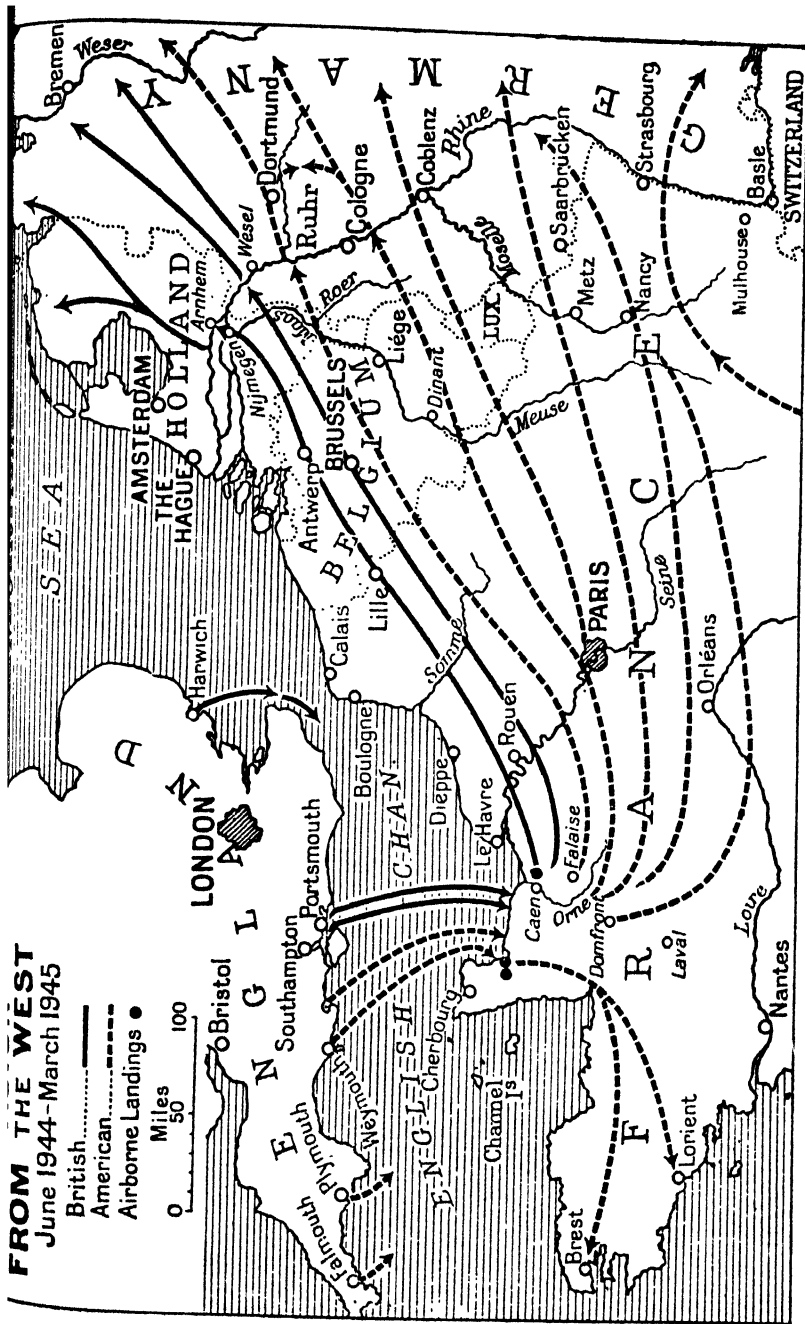 FROM THE WEST
June 1944-March 1945
British
American
Airborne Landings
Miles
0 50 100
SEA
ENGLAND
Bristol
LONDON
Harwich
Southampton
Portsmouth
Weymouth
Plymouth
Falmouth
ENGLISH CHAN.
Channel Is
Cherbourg
Brest
Lorient
Nantes
Loire
Laval
Domfront
Orne
Caen
Falaise
Le Havre
Rouen
Dieppe
Boulogne
Calais
Somme
Lille
PARIS
Seine
Orléans
FRANCE
BELGIUM
Antwerp
BRUSSELS
Dinant
Liége
Meuse
LUX
HOLLAND
AMSTERDAM
THE HAGUE
Nijmegen
Arnhem
Maas
Roer
Wesel
Ruhr
Dortmund
Cologne
Coblenz
Rhine
Moselle
Metz
Nancy
Saarbrücken
Strasbourg
Mulhouse
Basle
SWITZERLAND
GERMANY
Bremen
Weser